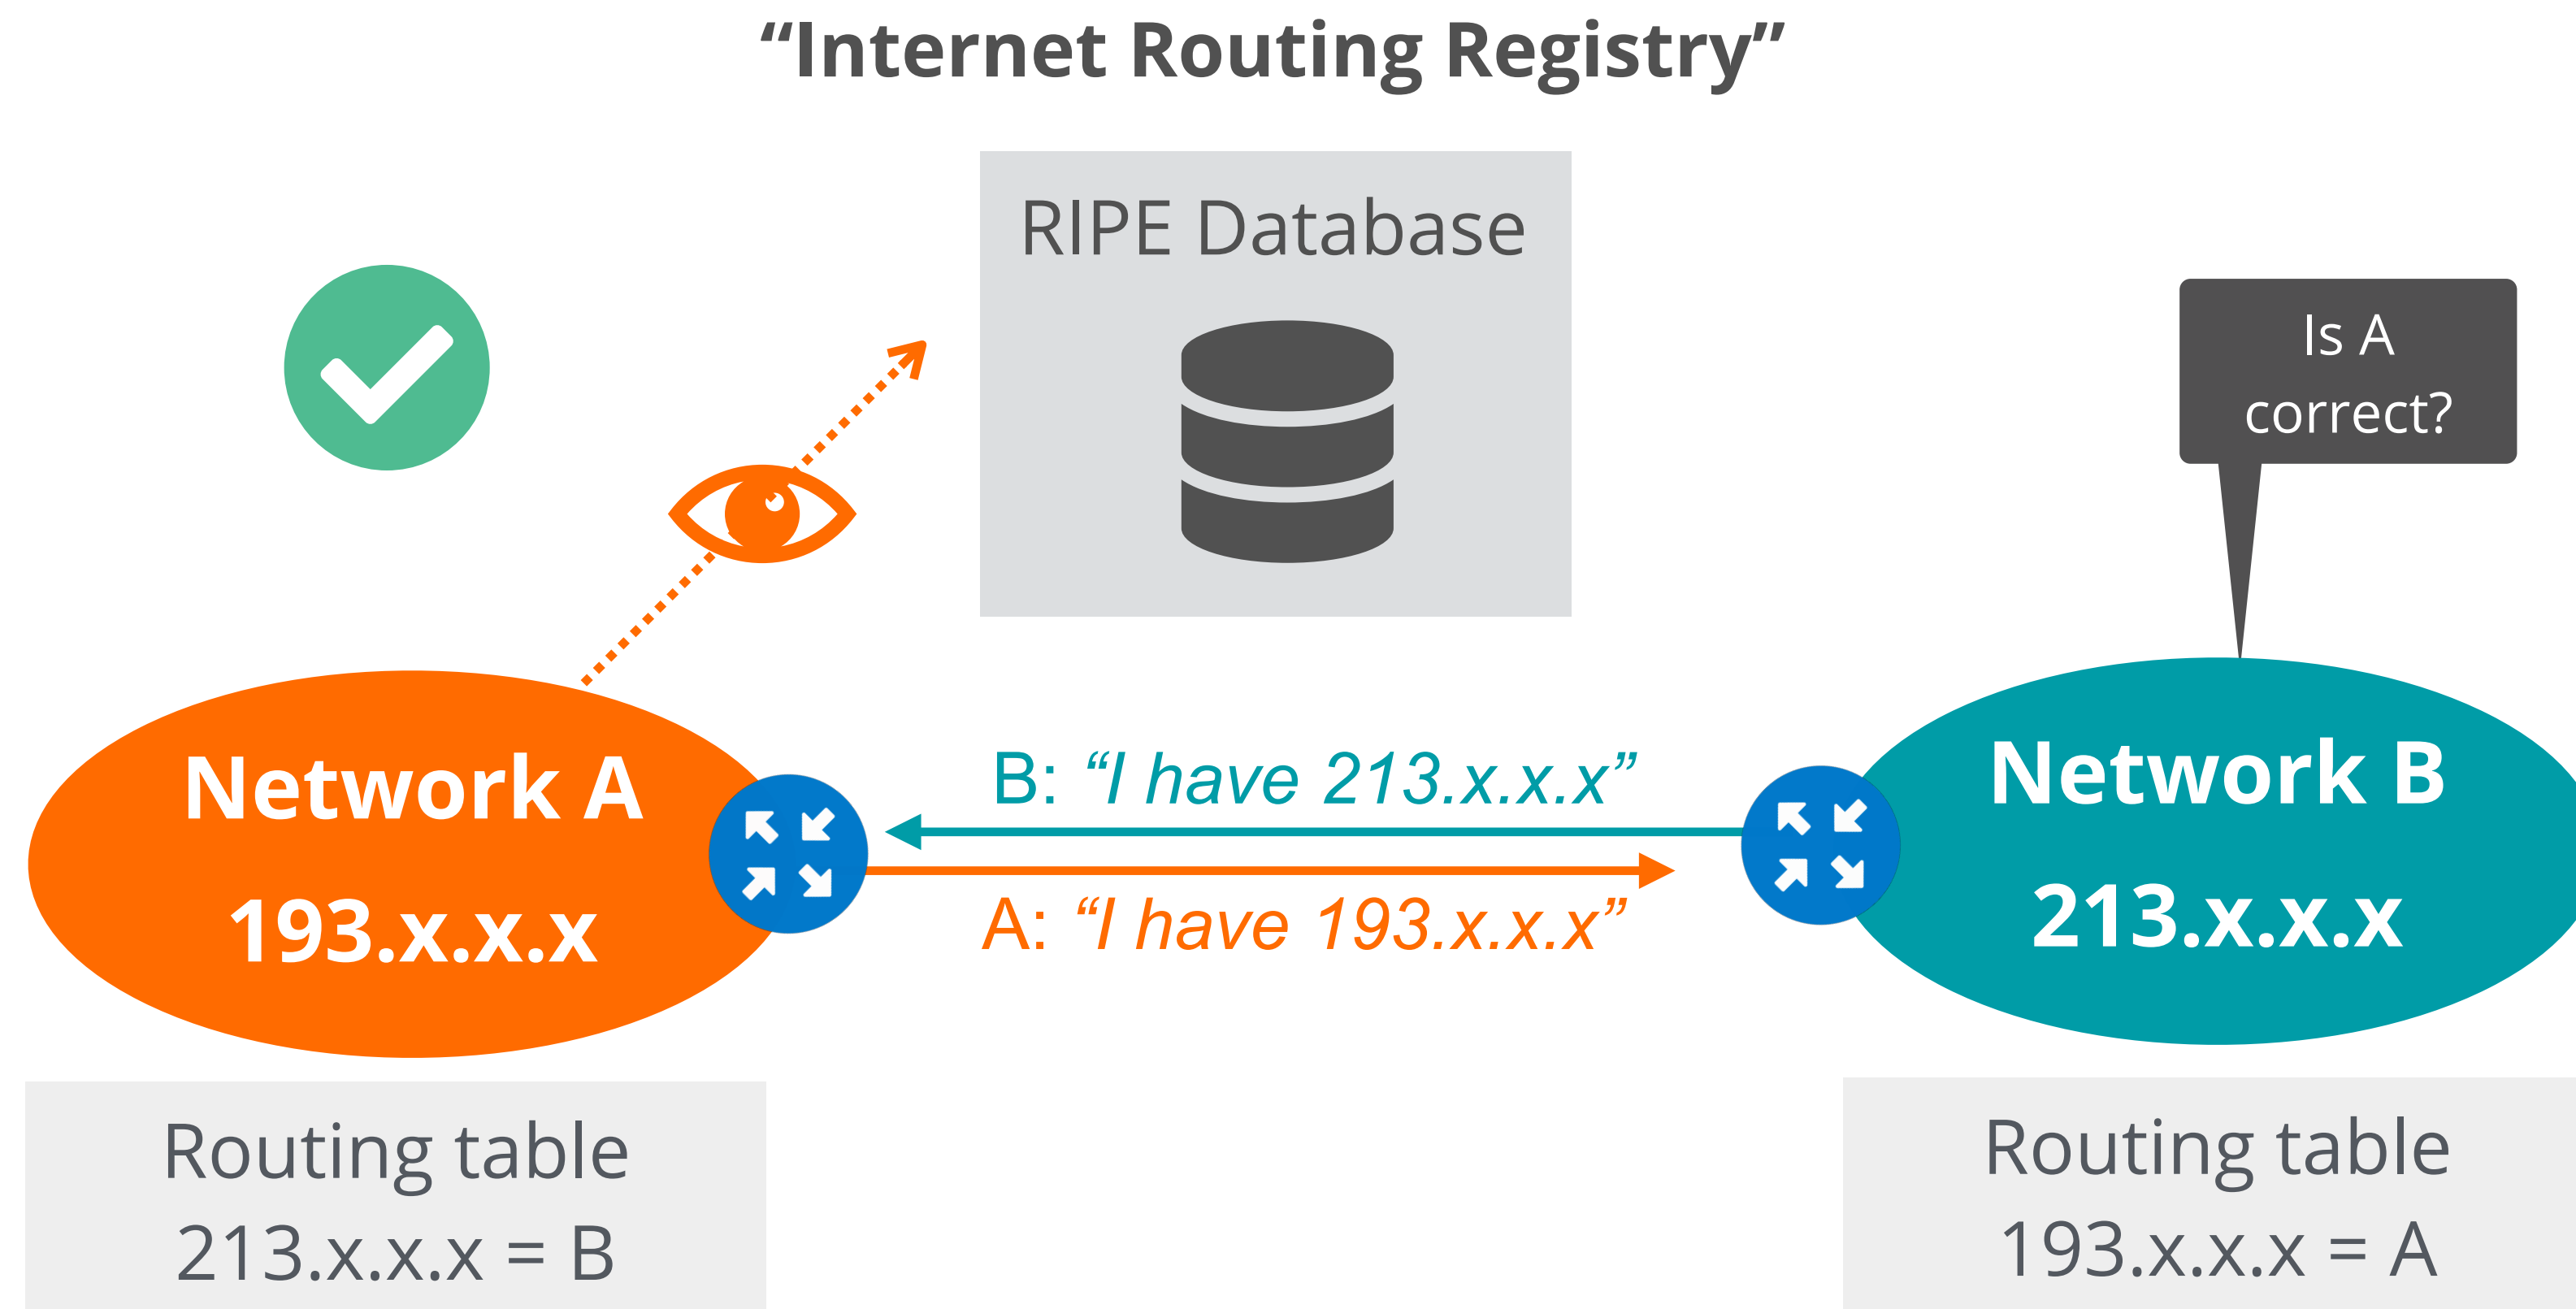 “Internet Routing Registry”
RIPE Database
Is A
correct?
Network A
193.x.x.x
B: “I have 213.x.x.x”
A: “I have 193.x.x.x”
Network B
213.x.x.x
Routing table
213.x.x.x = B
Routing table
193.x.x.x = A